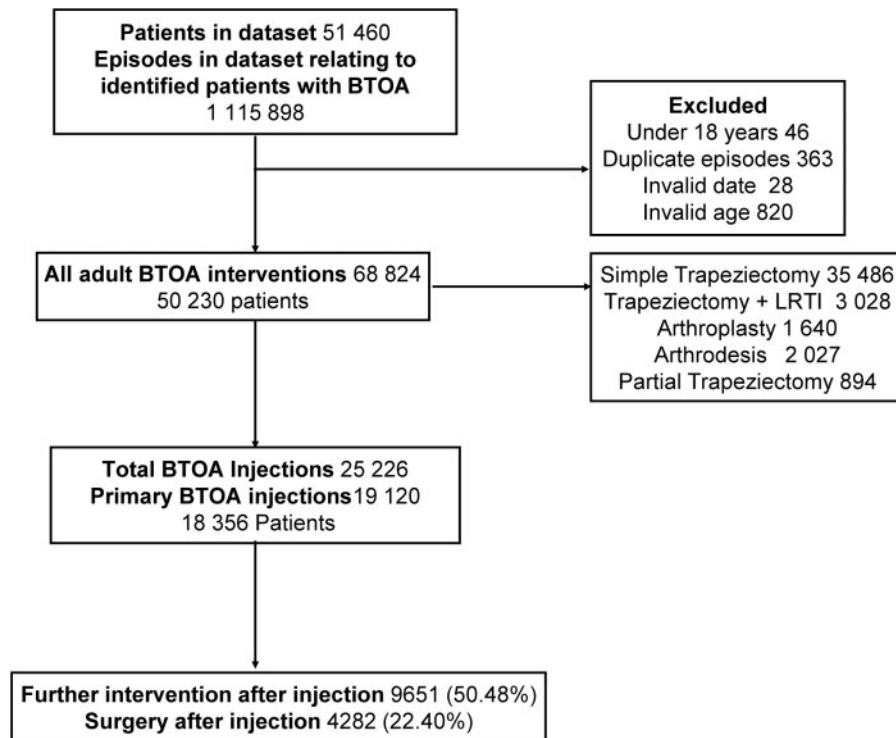 Patients in dataset 51 460
Episodes in dataset relating to
identified patients with BTOA
1 115 898
Excluded
Under 18 years 46
Duplicate episodes 363
Invalid date 28
Invalid age 820
All adult BTOA interventions 68 824
50 230 patients
Simple Trapeziectomy 35 486
Trapeziectomy + LRTI 3 028
Arthroplasty 1 640
Arthrodesis 2 027
Partial Trapeziectomy 894
Total BTOA Injections 25 226
Primary BTOA injections 19 120
18 356 Patients
Further intervention after injection 9651 (50.48%)
Surgery after injection 4282 (22.40%)